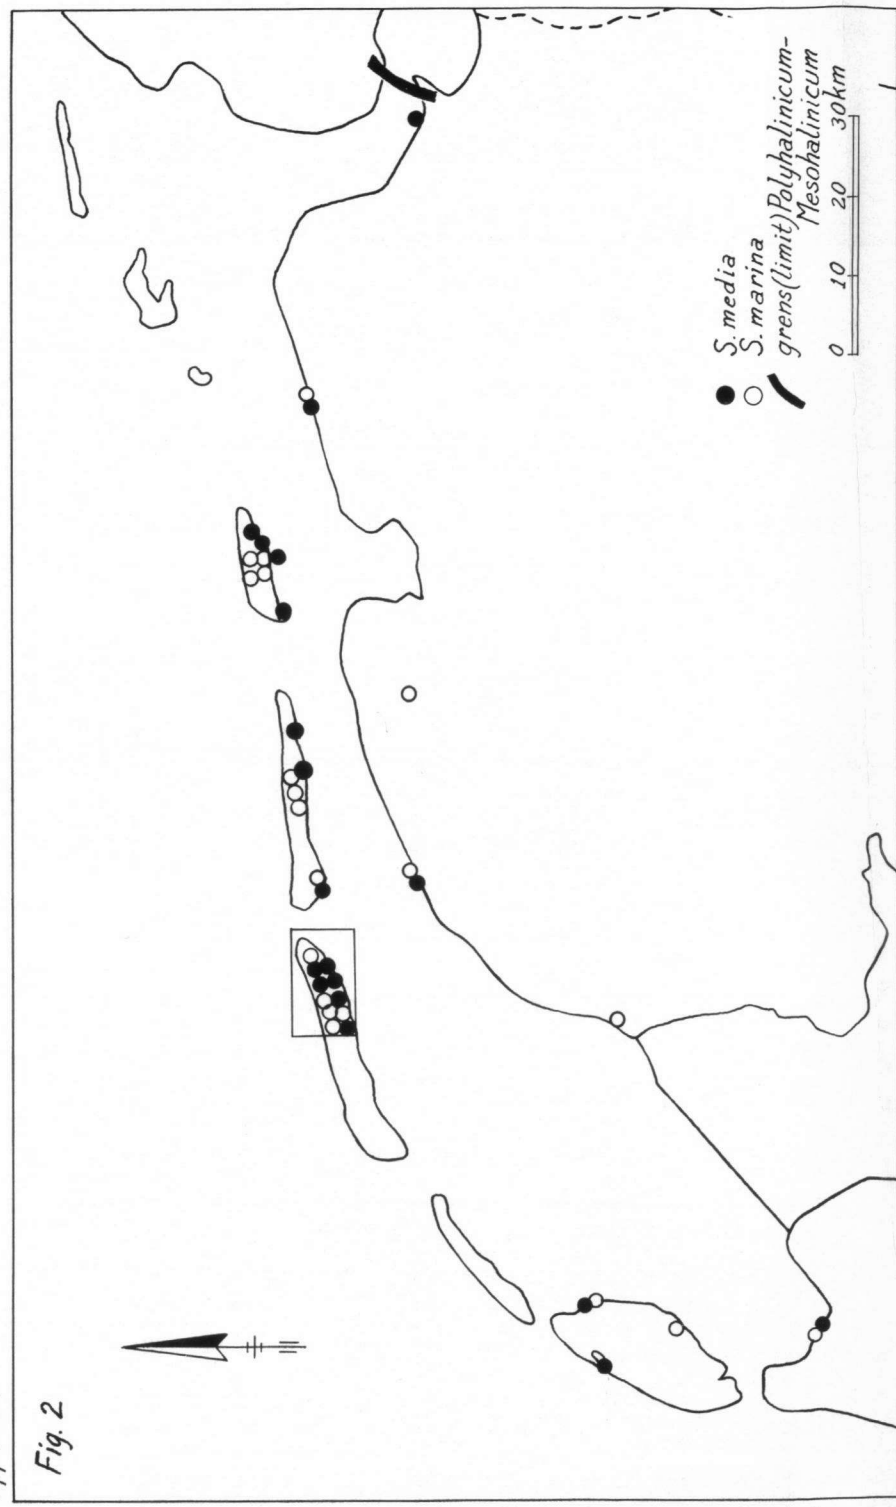 Fig. 2
S. media
S. marina
grens(limit)Polyhalinicum-
Mesohalinicum
0 10 20 30km